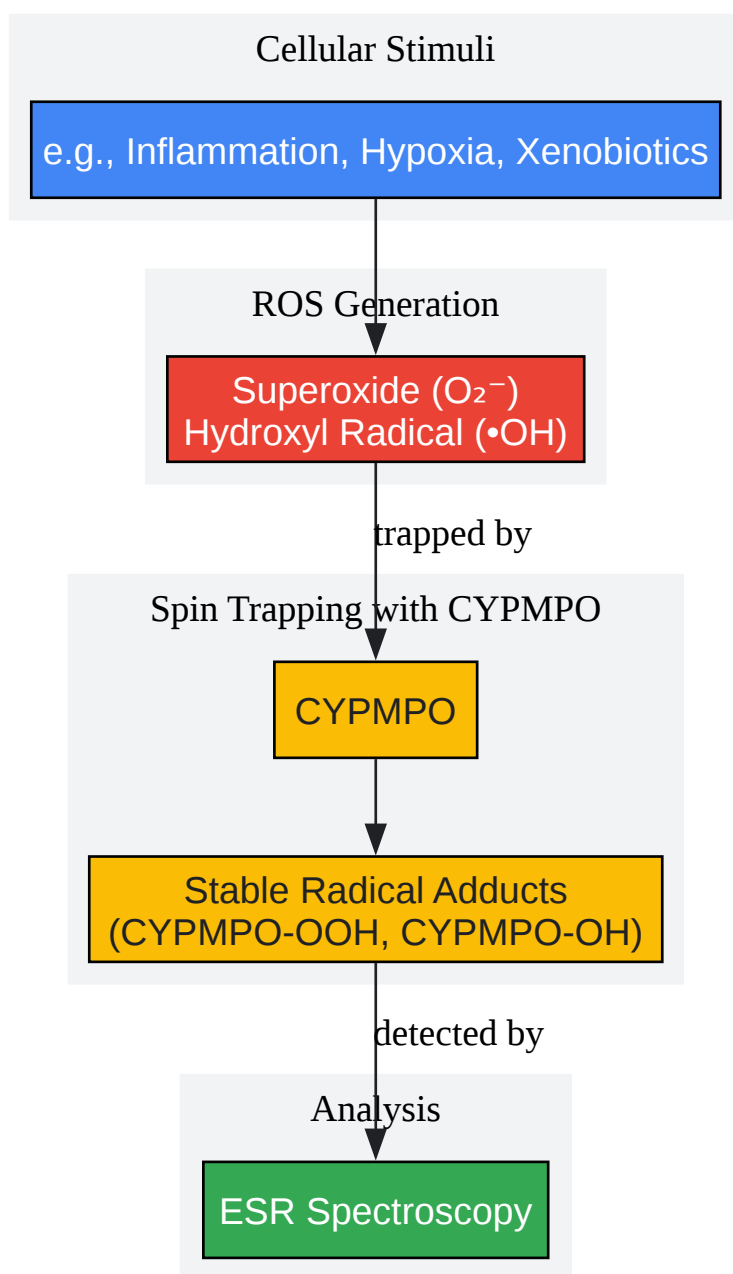 Cellular Stimuli
e.g., Inflammation, Hypoxia, Xenobiotics
ROS Generation
Superoxide (O₂⁻)
Hydroxyl Radical (•OH)
trapped by
Spin Trapping with CYPMPO
CYPMPO
Stable Radical Adducts
(CYPMPO-OOH, CYPMPO-OH)
detected by
Analysis
ESR Spectroscopy